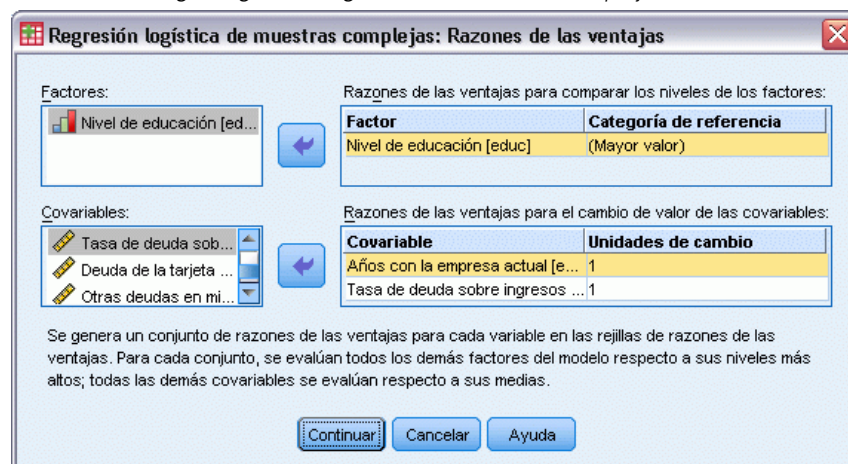 Regresión logística de muestras complejas: Razones de las ventajas
Factores:
Nivel de educación [ed...
Razones de las ventajas para comparar los niveles de los factores:
Factor Categoría de referencia
Nivel de educación [educ] (Mayor valor)
Covariables:
Tasa de deuda sob...
Deuda de la tarjeta ...
Otras deudas en mi...
Razones de las ventajas para el cambio de valor de las covariables:
Covariable Unidades de cambio
Años con la empresa actual [e... 1
Tasa de deuda sobre ingresos ... 1
Se genera un conjunto de razones de las ventajas para cada variable en las rejillas de razones de las
ventajas. Para cada conjunto, se evalúan todos los demás factores del modelo respecto a sus niveles más
altos; todas las demás covariables se evalúan respecto a sus medias.
Continuar Cancelar Ayuda